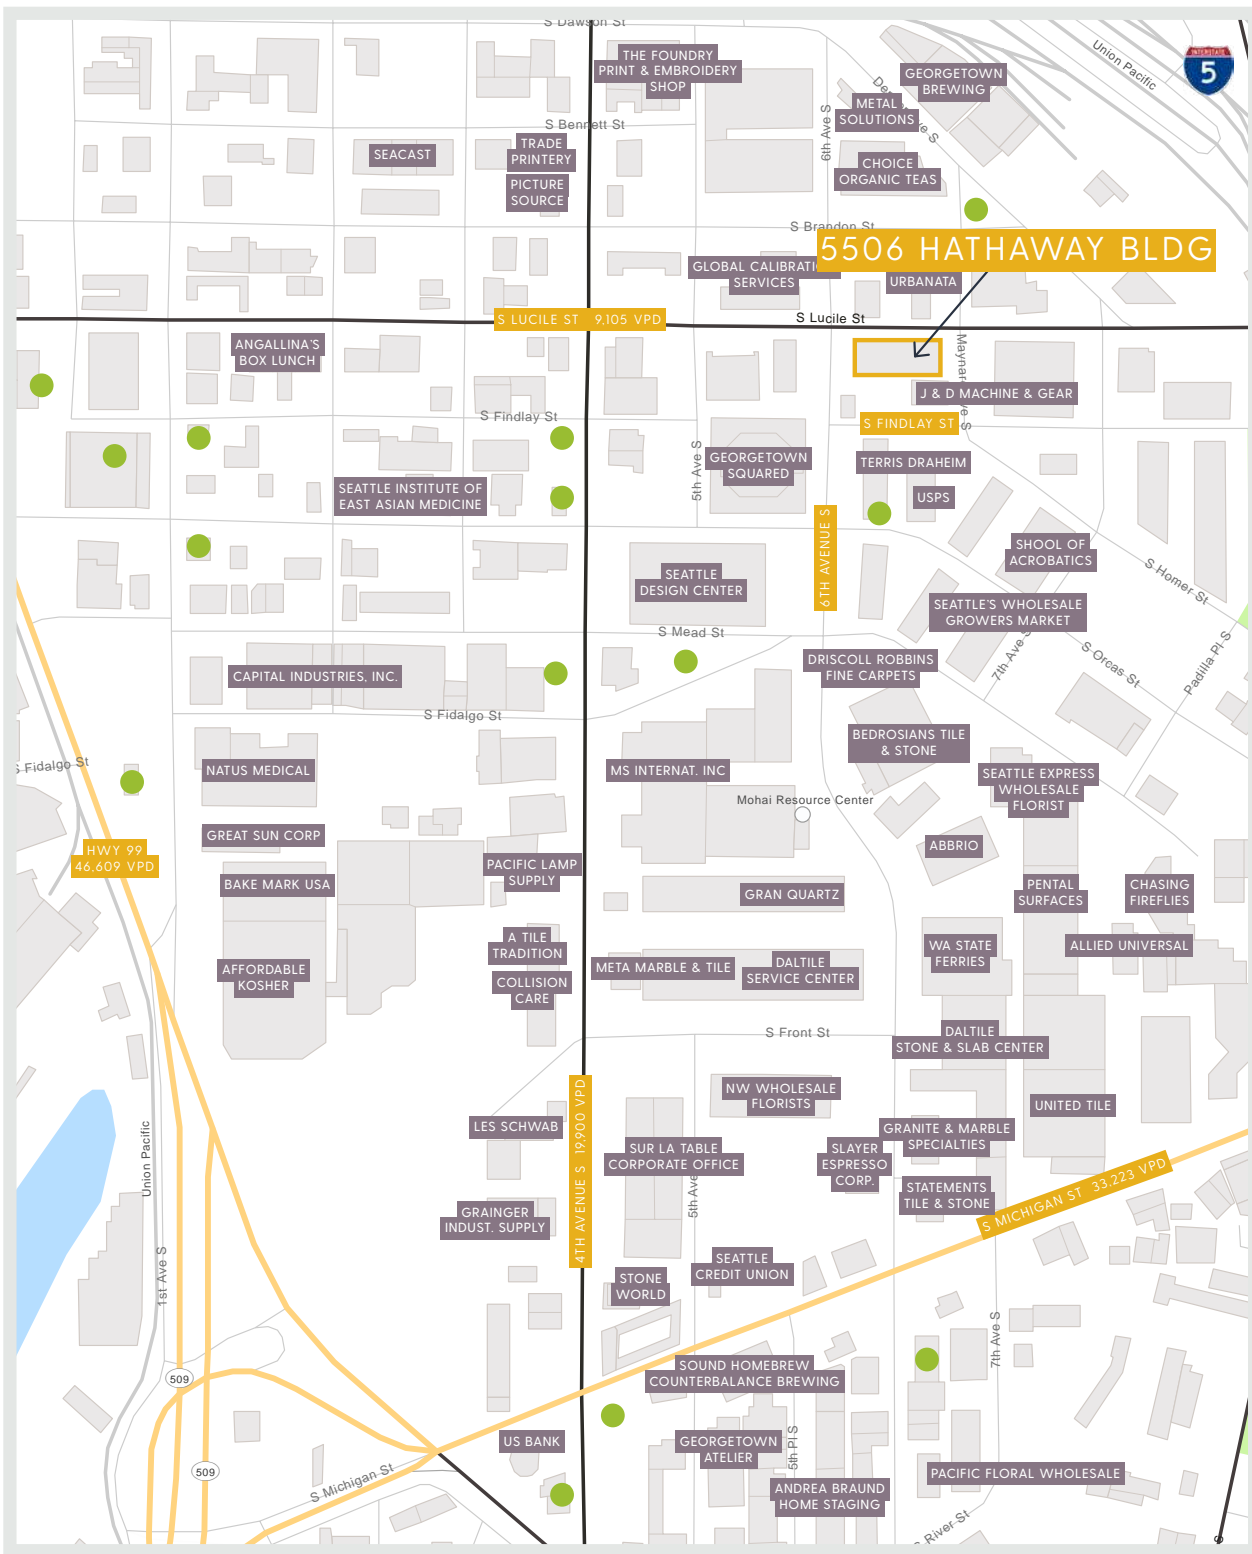 S Dawson St
THE FOUNDRY
PRINT & EMBROIDERY
SHOP
Union Pacific
INTERSTATE
5
GEORGETOWN
BREWING
METAL
SOLUTIONS
6th Ave S
S Bennett St
SEACAST
TRADE
PRINTERY
PICTURE
SOURCE
CHOICE
ORGANIC TEAS
S Brandon St
5506 HATHAWAY BLDG
GLOBAL CALIBRATI
SERVICES
URBANATA
S LUCILE ST 9,105 VPD
S Lucile St
ANGALLINA'S
BOX LUNCH
J & D MACHINE & GEAR
S Findlay St
S FINDLAY ST
5th Ave S
GEORGETOWN
SQUARED
TERRIS DRAHEIM
USPS
SEATTLE INSTITUTE OF
EAST ASIAN MEDICINE
6TH AVENUE S
SHOOL OF
ACROBATICS
S Homer St
SEATTLE
DESIGN CENTER
SEATTLE'S WHOLESALE
GROWERS MARKET
S Mead St
7th Ave S
S Orcas St
Padilla Pl S
DRISCOLL ROBBINS
FINE CARPETS
CAPITAL INDUSTRIES, INC.
S Fidalgo St
BEDROSIANS TILE
& STONE
S Fidalgo St
NATUS MEDICAL
MS INTERNAT. INC
SEATTLE EXPRESS
WHOLESALE
FLORIST
Mohai Resource Center
GREAT SUN CORP
ABBRIO
HWY 99
46,609 VPD
PACIFIC LAMP
SUPPLY
BAKE MARK USA
GRAN QUARTZ
PENTAL
SURFACES
CHASING
FIREFLIES
A TILE
TRADITION
WA STATE
FERRIES
ALLIED UNIVERSAL
AFFORDABLE
KOSHER
META MARBLE & TILE
DALTILE
SERVICE CENTER
COLLISION
CARE
S Front St
DALTILE
STONE & SLAB CENTER
4TH AVENUE S 19,900 VPD
NW WHOLESALE
FLORISTS
UNITED TILE
LES SCHWAB
GRANITE & MARBLE
SPECIALTIES
Union Pacific
SUR LA TABLE
CORPORATE OFFICE
SLAYER
ESPRESSO
CORP.
STATEMENTS
TILE & STONE
S MICHIGAN ST 33,223 VPD
5th Ave
GRAINGER
INDUST. SUPPLY
1st Ave S
SEATTLE
CREDIT UNION
STONE
WORLD
7th Ave S
SOUND HOMEBREW
COUNTERBALANCE BREWING
509
US BANK
GEORGETOWN
ATELIER
5th Pl S
509
S Michigan St
PACIFIC FLORAL WHOLESALE
ANDREA BRAUND
HOME STAGING
S River St